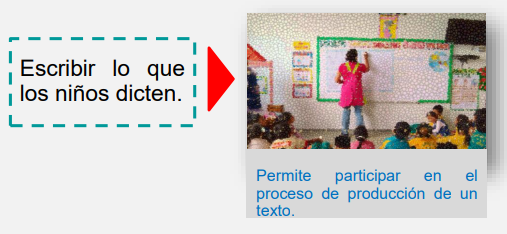 Escribir lo que
los niños dicten.
Permite participar en el
proceso de producción de un
texto.